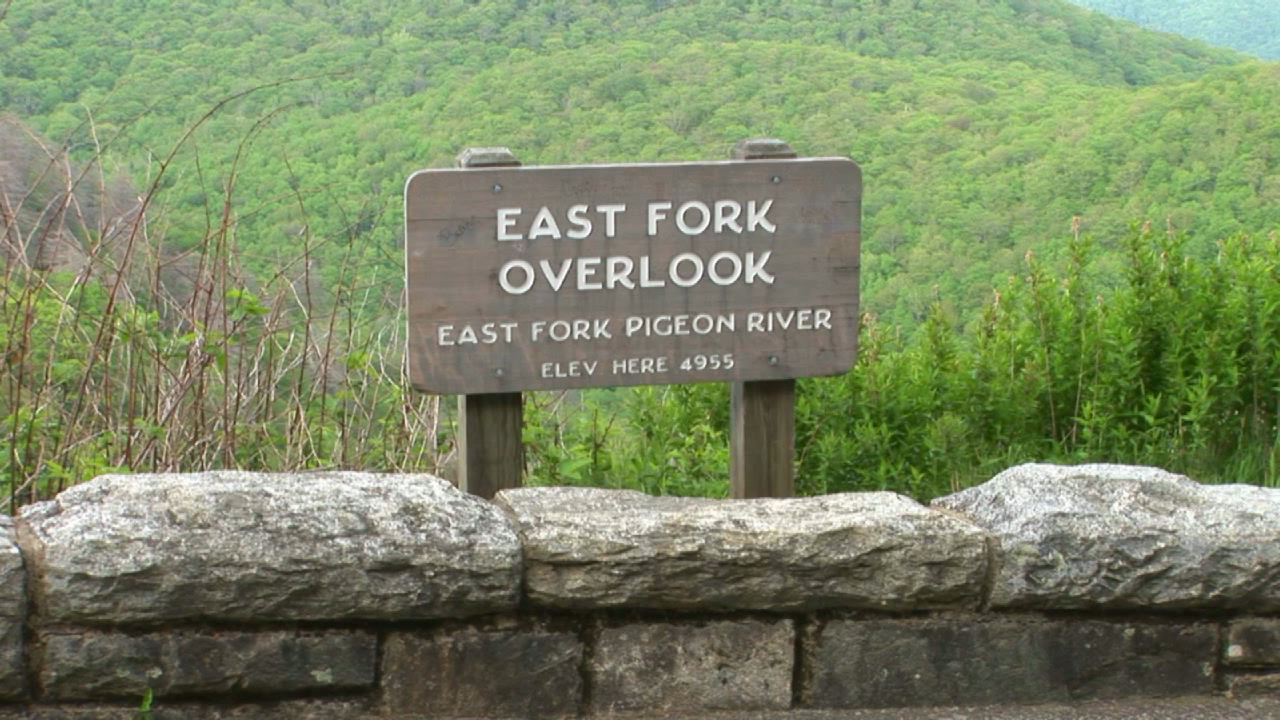 EAST FORK
OVERLOOK
EAST FORK PIGEON RIVER
ELEV HERE 4955